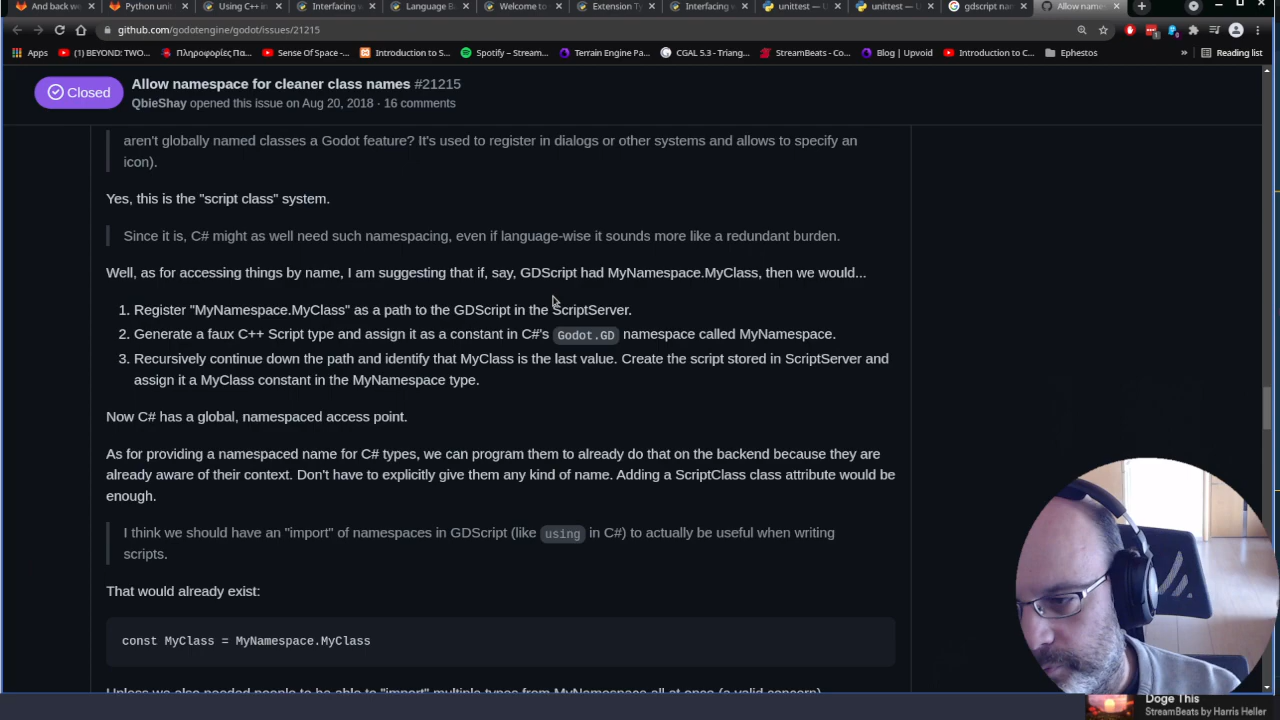 And back we
Python unit
Using C++ in
Interfacing w
Language B
Welcome to
Extension Ty
Interfacing w
unittest — U
unittest — U
gdscript nam
Allow names
github.com/godotengine/godot/issues/21215
Apps
(1) BEYOND: TWO...
Πληροφορίες Πα...
Sense Of Space -...
Introduction to S...
Spotify – Stream...
Terrain Engine Pa...
CGAL 5.3 - Triang...
StreamBeats - Co...
Blog | Upvoid
Introduction to C...
Ephestos
»
Reading list
Closed
Allow namespace for cleaner class names #21215
QbieShay opened this issue on Aug 20, 2018 · 16 comments
aren't globally named classes a Godot feature? It's used to register in dialogs or other systems and allows to specify an
icon).
Yes, this is the "script class" system.
Since it is, C# might as well need such namespacing, even if language-wise it sounds more like a redundant burden.
Well, as for accessing things by name, I am suggesting that if, say, GDScript had MyNamespace.MyClass, then we would...
1. Register "MyNamespace.MyClass" as a path to the GDScript in the ScriptServer.
2. Generate a faux C++ Script type and assign it as a constant in C#'s Godot.GD namespace called MyNamespace.
3. Recursively continue down the path and identify that MyClass is the last value. Create the script stored in ScriptServer and
assign it a MyClass constant in the MyNamespace type.
Now C# has a global, namespaced access point.
As for providing a namespaced name for C# types, we can program them to already do that on the backend because they are
already aware of their context. Don't have to explicitly give them any kind of name. Adding a ScriptClass class attribute would be
enough.
I think we should have an "import" of namespaces in GDScript (like using in C#) to actually be useful when writing
scripts.
That would already exist:
const MyClass = MyNamespace.MyClass
Unless we also needed people to be able to "import" multiple types from MyNamespace all at once (a valid concern).
Doge This
StreamBeats by Harris Heller